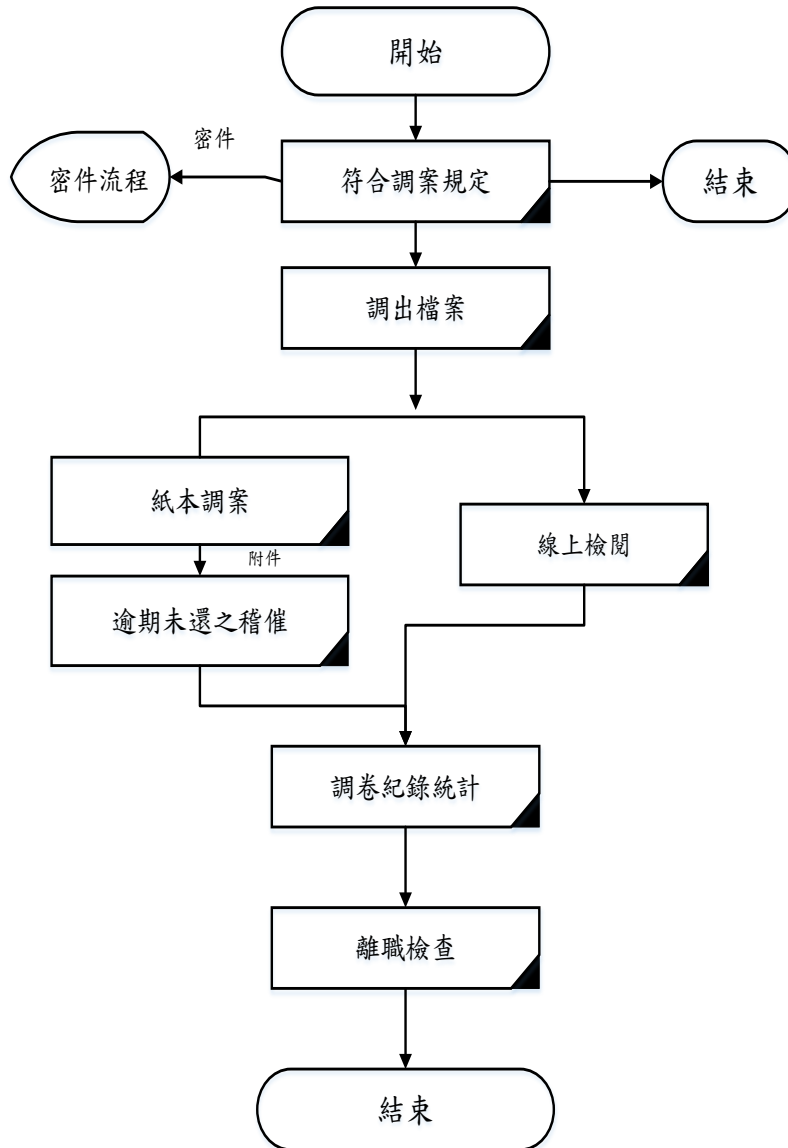 開始
密件
密件流程
符合調案規定
結束
調出檔案
紙本調案
線上檢閱
附件
逾期未還之稽催
調卷紀錄統計
離職檢查
結束